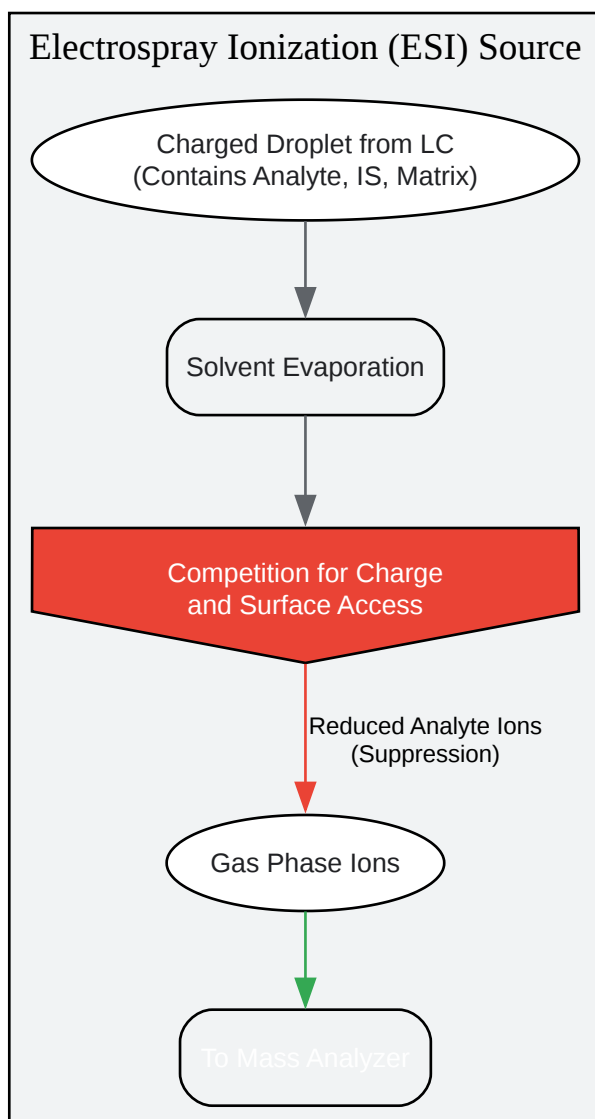 Electrospray Ionization (ESI) Source
Charged Droplet from LC
(Contains Analyte, IS, Matrix)
Solvent Evaporation
Competition for Charge
and Surface Access
Reduced Analyte Ions
(Suppression)
Gas Phase Ions
To Mass Analyzer